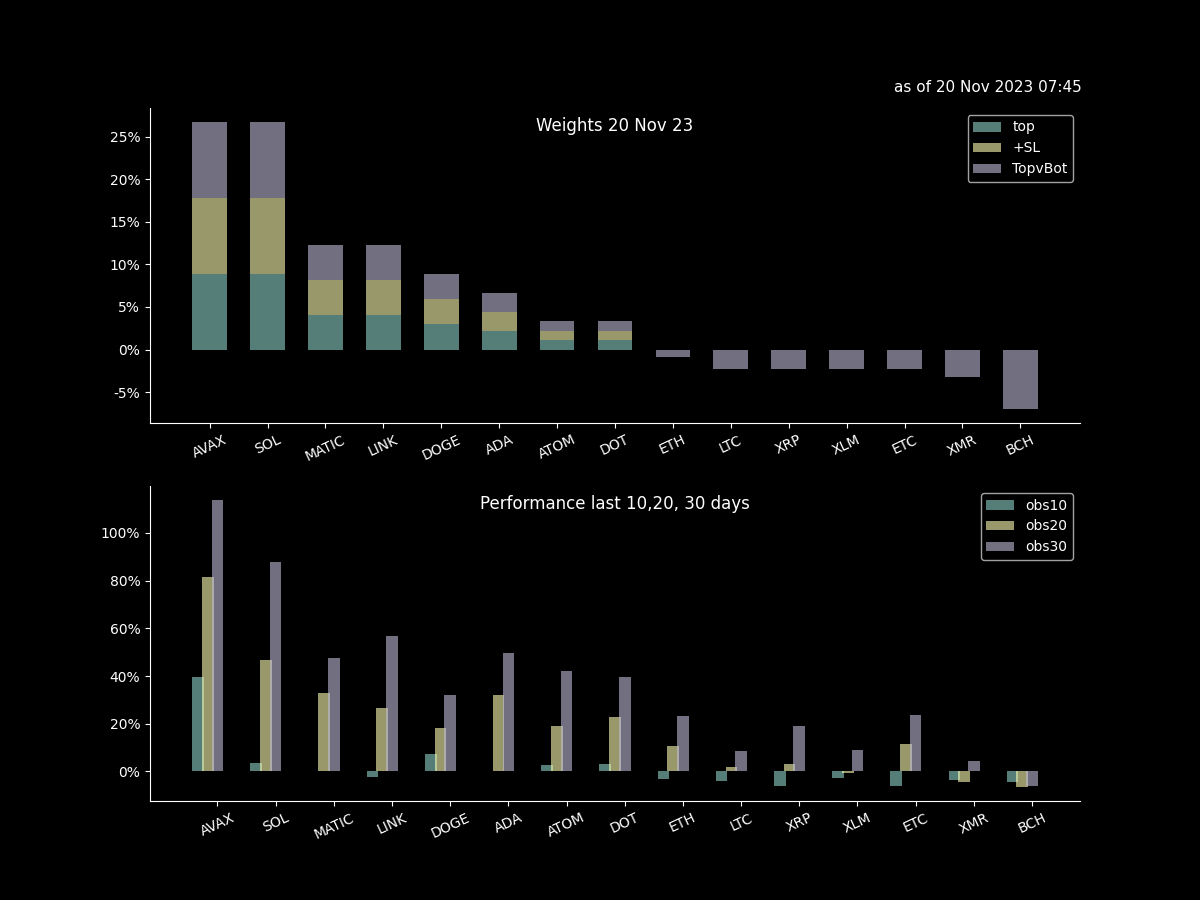 as of 20 Nov 2023 07:45
Weights 20 Nov 23
top
+SL
TopvBot
25%
20%
15%
10%
5%
0%
-5%
AVAX SOL MATIC LINK DOGE ADA ATOM DOT ETH LTC XRP XLM ETC XMR BCH
Performance last 10,20, 30 days
obs10
obs20
obs30
100%
80%
60%
40%
20%
0%
AVAX SOL MATIC LINK DOGE ADA ATOM DOT ETH LTC XRP XLM ETC XMR BCH